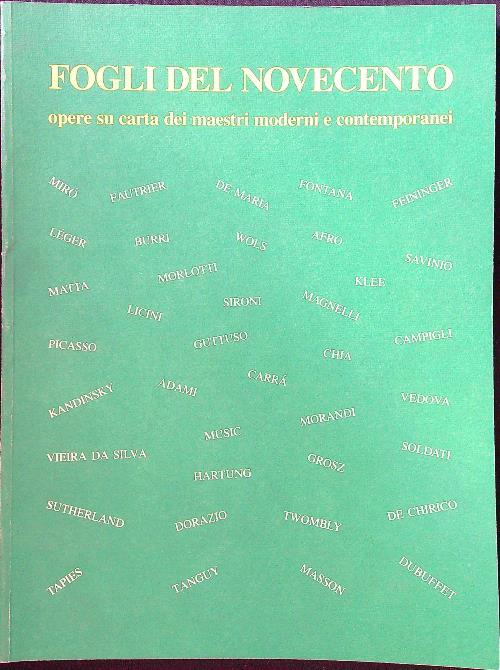 FOGLI DEL NOVECENTO
opere su carta dei maestri moderni e contemporanei
MIRÓ FAUTRIER DE MARIA FONTANA FEININGER
LÉGER BURRI WOLS AFRO
SAVINIO
MATTA MORLOTTI KLEE
LICINI SIRONI MAGNELLI
PICASSO GUTTUSO CHIA CAMPIGLI
KANDINSKY ADAMI CARRÁ VEDOVA
MUSIC MORANDI
VIEIRA DA SILVA HARTUNG GROSZ SOLDATI
SUTHERLAND DORAZIO TWOMBLY DE CHIRICO
TAPIES TANGUY MASSON DUBUFFET